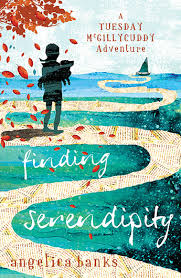 A
TUESDAY
McGILLYCUDDY
Adventure
finding
serendipity
angelica banks